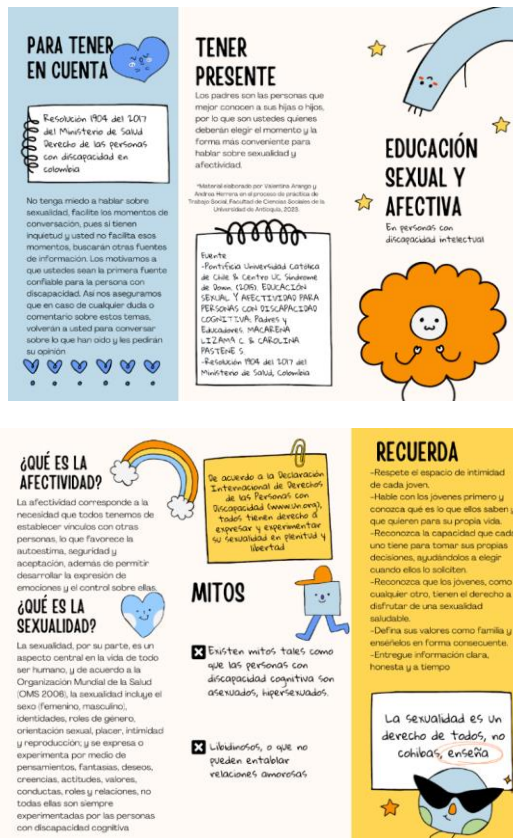 PARA TENER
EN CUENTA
Resolución 1904 del 2017
del Ministerio de Salud
Derecho de las personas
con discapacidad en
colombia
No tenga miedo a hablar sobre
sexualidad, facilite los momentos de
conversación, pues si tienen
inquietud y usted no facilita esos
momentos, buscarán otras fuentes
de información. Los motivamos a
que ustedes sean la primera fuente
confiable para la persona con
discapacidad. Así nos aseguramos
que en caso de cualquier duda o
comentario sobre estos temas,
volverán a usted para conversar
sobre lo que han oído y les pedirán
su opinión
TENER
PRESENTE
Los padres son las personas que
mejor conocen a sus hijas o hijos,
por lo que son ustedes quienes
deberán elegir el momento y la
forma más conveniente para
hablar sobre sexualidad y
afectividad.
*Material elaborado por Valentina Arango y
Andrea Herrera en el proceso de práctica de
Trabajo Social, Facultad de Ciencias Sociales de la
Universidad de Antioquia, 2023.
Fuente
-Pontificia Universidad Católica
de Chile & Centro UC Síndrome
de Down. (2015). EDUCACIÓN
SEXUAL Y AFECTIVIDAD PARA
PERSONAS CON DISCAPACIDAD
COGNITIVA: Padres y
Educadores. MACARENA
LIZAMA C & CAROLINA
PASTENE S
-Resolución 1904 del 2017 del
Ministerio de Salud, Colombia
EDUCACIÓN
SEXUAL Y
AFECTIVA
En personas con
discapacidad intelectual
¿QUÉ ES LA
AFECTIVIDAD?
La afectividad corresponde a la
necesidad que todos tenemos de
establecer vínculos con otras
personas, lo que favorece la
autoestima, seguridad y
aceptación, además de permitir
desarrollar la expresión de
emociones y el control sobre ellas.
¿QUÉ ES LA
SEXUALIDAD?
La sexualidad, por su parte, es un
aspecto central en la vida de todo
ser humano, y de acuerdo a la
Organización Mundial de la Salud
(OMS 2006), la sexualidad incluye el
sexo (femenino, masculino),
identidades, roles de género,
orientación sexual, placer, intimidad
y reproducción; y se expresa o
experimenta por medio de
pensamientos, fantasías, deseos,
creencias, actitudes, valores,
conductas, roles y relaciones, no
todas ellas son siempre
experimentadas por las personas
con discapacidad cognitiva
De acuerdo a la Declaración
Internacional de Derechos
de las Personas con
Discapacidad (www.un.org),
todos tienen derecho a
expresar y experimentar
su sexualidad en plenitud y
libertad
MITOS
Existen mitos tales como
que las personas con
discapacidad cognitiva son
asexuados, hipersexuados.
Libidinosos, o que no
pueden entablar
relaciones amorosas
RECUERDA
-Respete el espacio de intimidad
de cada joven.
-Hable con los jóvenes primero y
conozca qué es lo que ellos saben y
que quieren para su propia vida.
-Reconozca la capacidad que cada
uno tiene para tomar sus propias
decisiones, ayudándolos a elegir
cuando ellos lo soliciten.
-Reconozca que los jóvenes, como
cualquier otro, tienen el derecho a
disfrutar de una sexualidad
saludable.
-Defina sus valores como familia y
enséñelos en forma consecuente.
-Entregue información clara,
honesta y a tiempo
La sexualidad es un
derecho de todos, no
cohibas, enseña